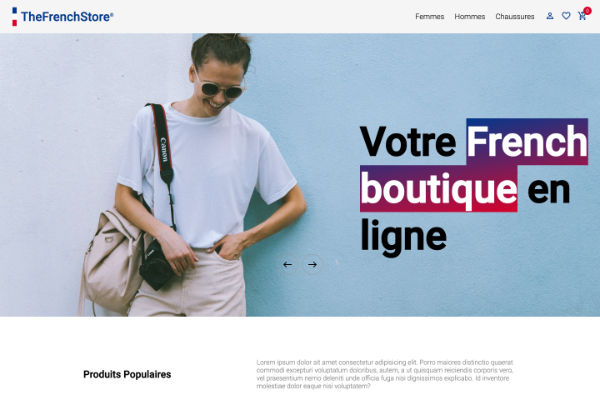 TheFrenchStore®
Femmes Hommes Chaussures
0
Canon
Votre French
boutique en
ligne
Produits Populaires
Lorem ipsum dolor sit amet consectetur adipisicing elit. Porro maiores distinctio quaerat
commodi excepturi voluptatum doloribus, autem, a ut quisquam reiciendis corporis vero,
vel praesentium nemo deleniti unde officia fuga nisi dignissimos explicabo. Id inventore
molestiae dolor eaque nisi voluptatem?